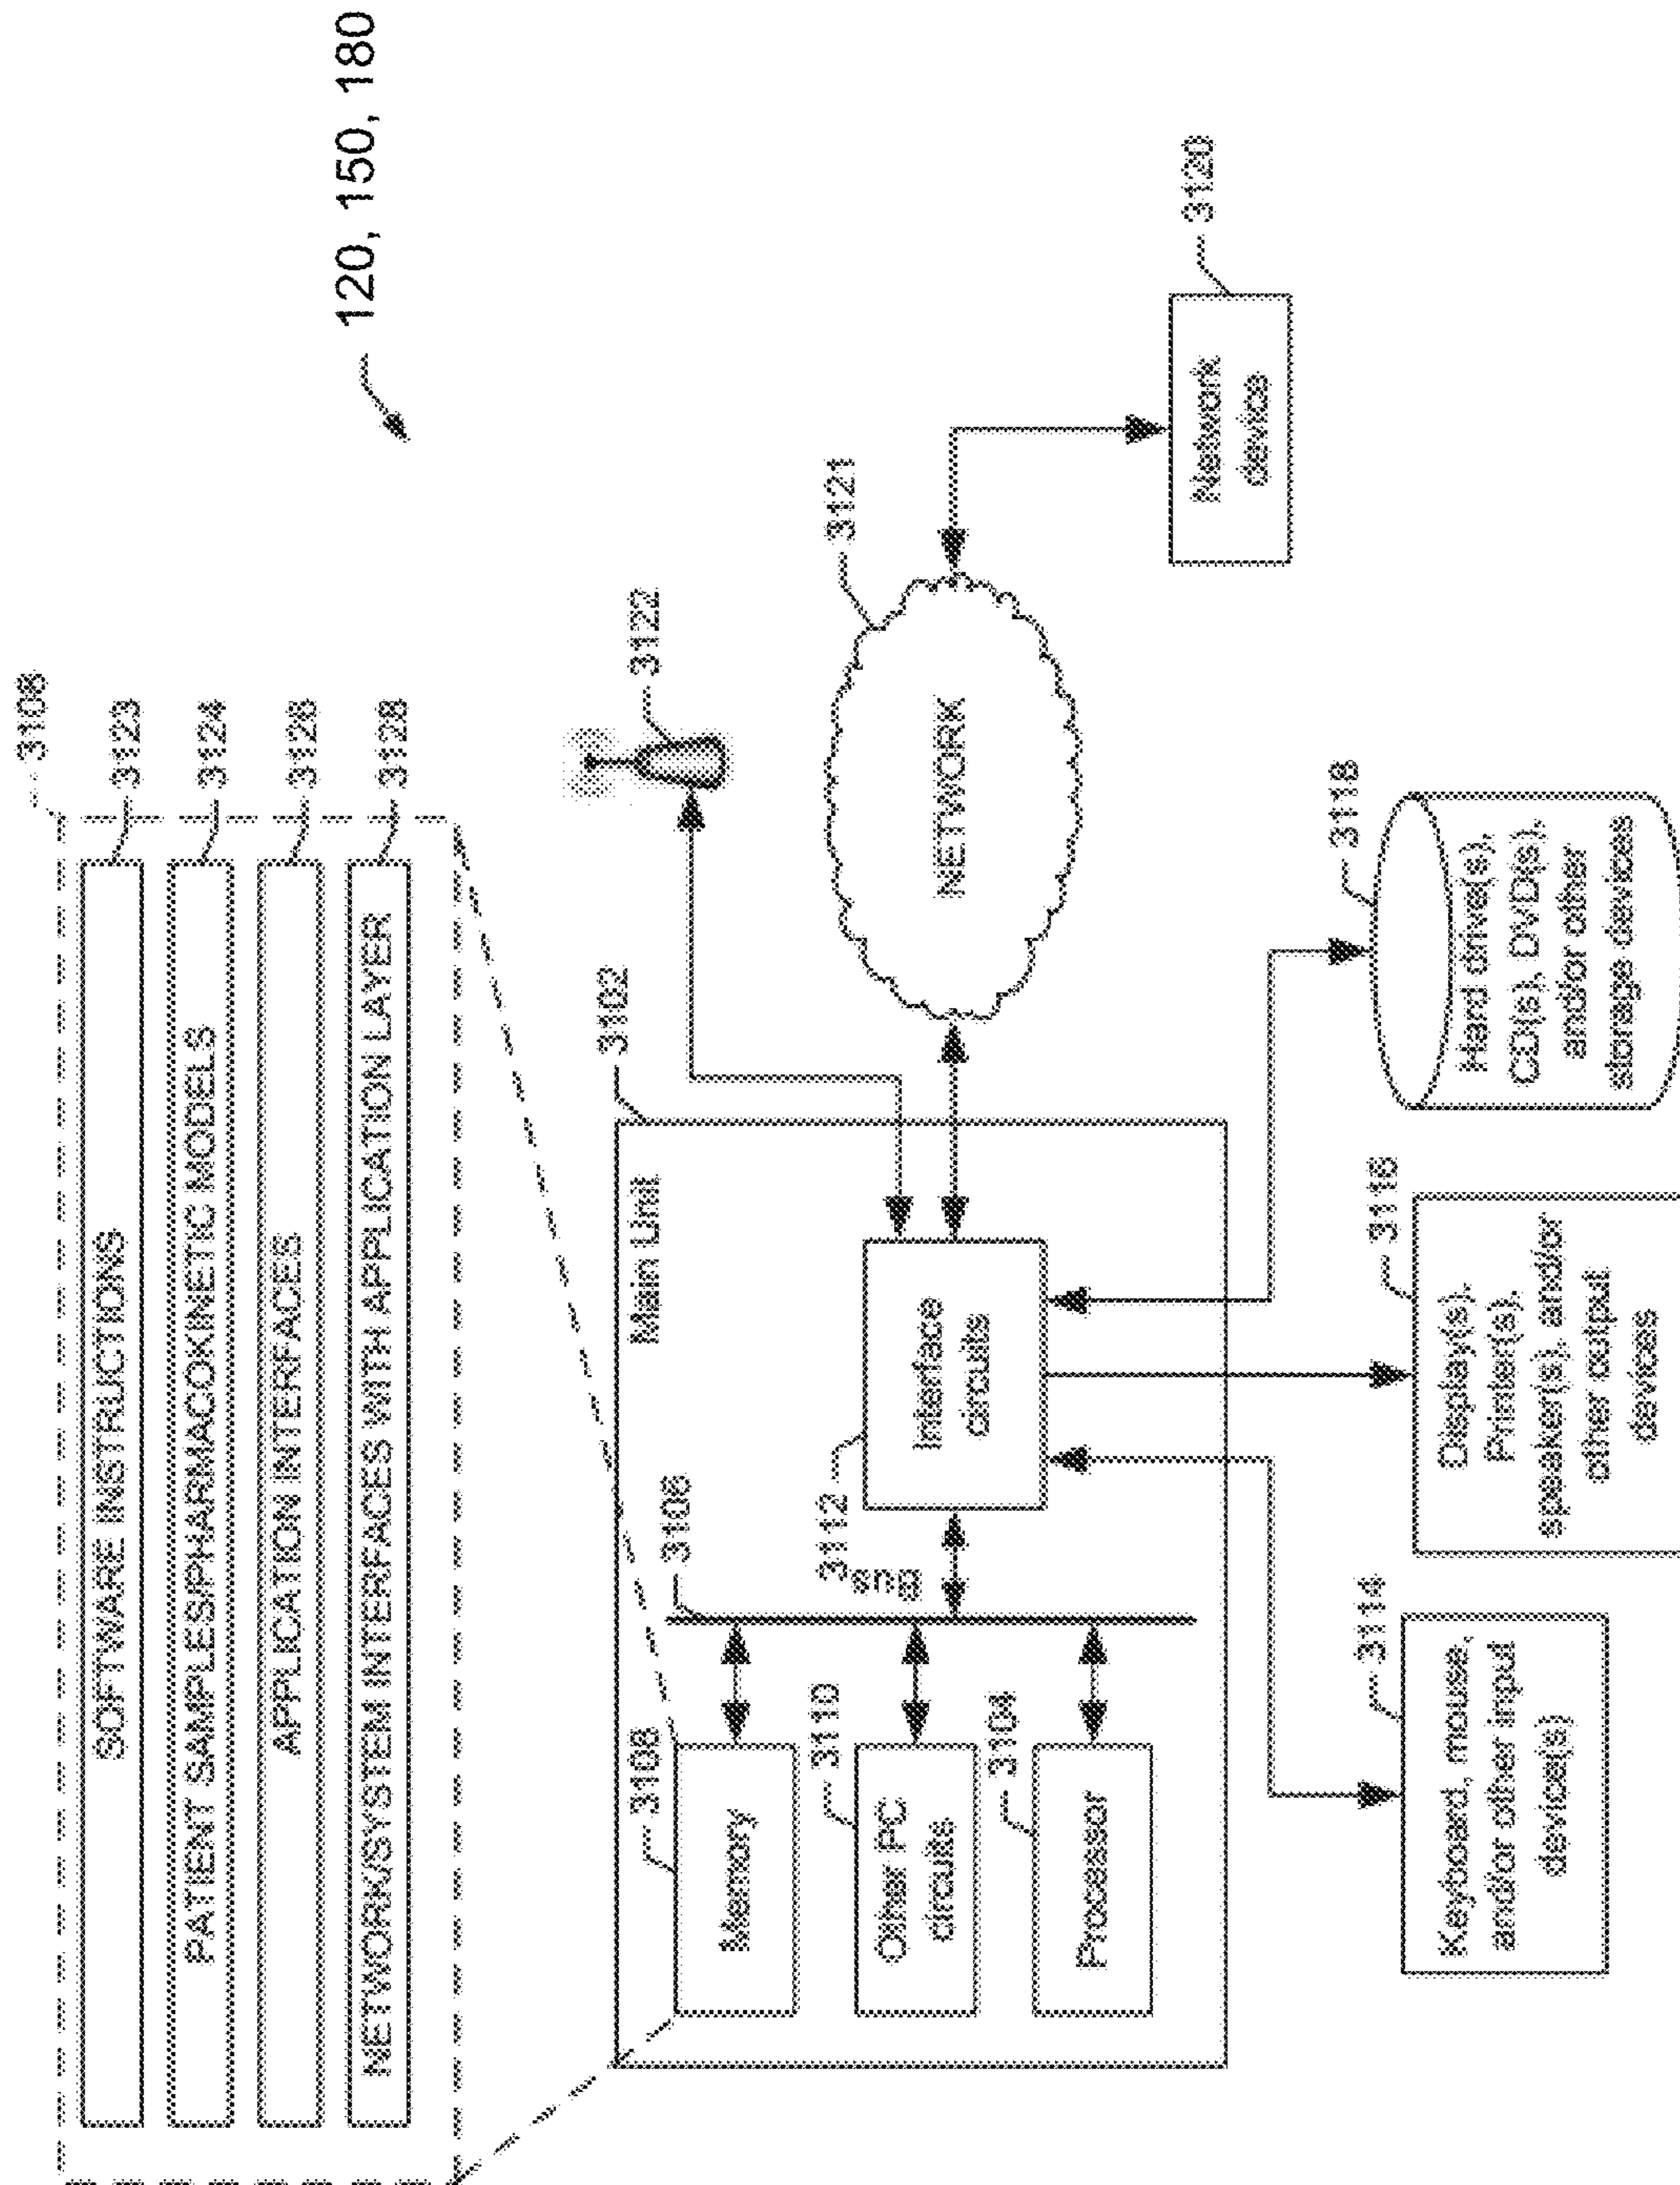 120, 150, 180
3108
SOFTWARE INSTRUCTIONS
3123
PATIENT SAMPLES/PHARMACOKINETIC MODELS
3124
APPLICATION INTERFACES
3126
NETWORK/SYSTEM INTERFACES WITH APPLICATION LAYER
3128
3102
Main Unit
3108
Memory
3110
Other PC
circuits
3104
Processor
3106
Bus
3112
Interface
circuits
3122
3121
NETWORK
3120
Network
device
3114
Keyboard, mouse,
and/or other input
device(s)
3116
Display(s),
Printer(s),
speaker(s), and/or
other output
devices
3118
Hard drive(s),
CD(s), DVD(s),
and/or other
storage devices